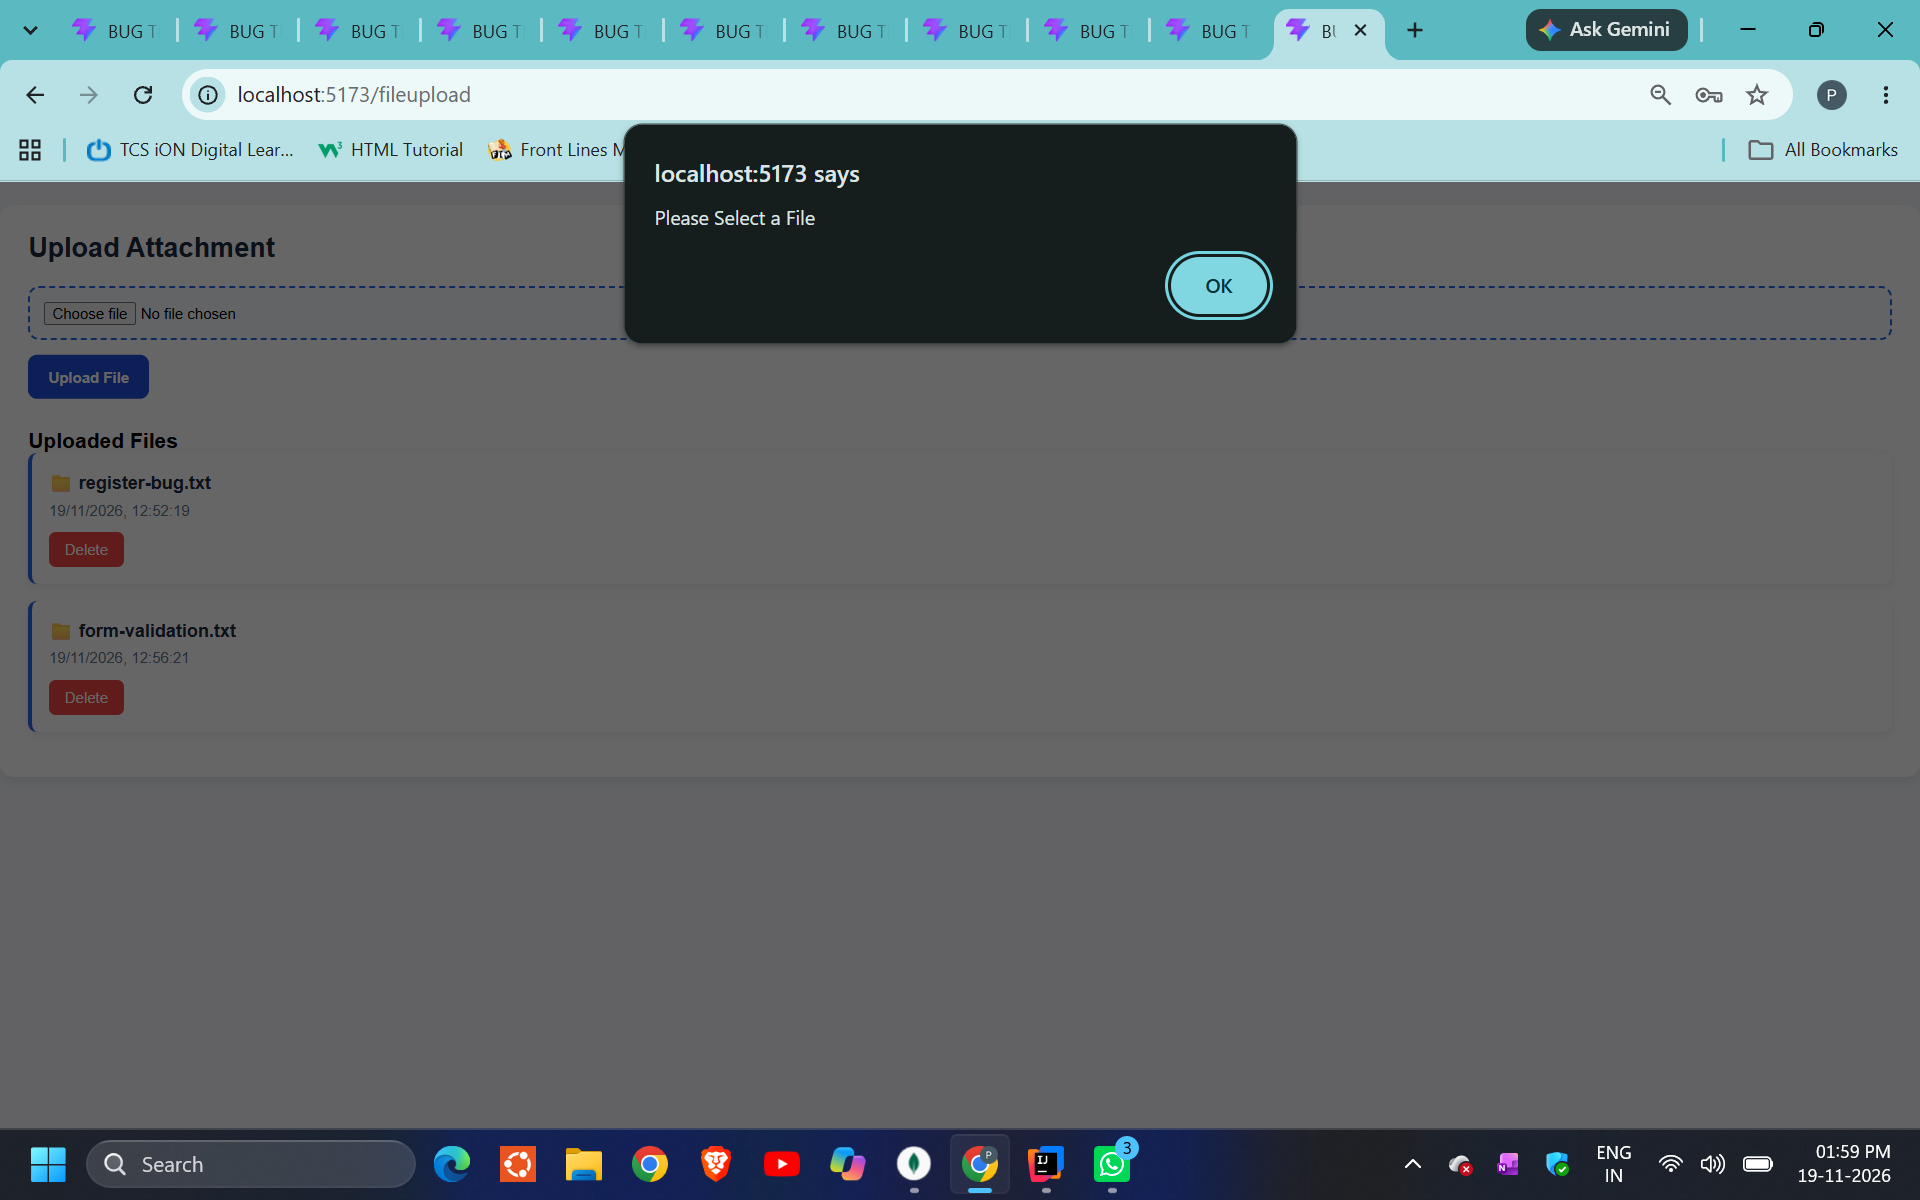 BUG T
BUG T
BUG T
BUG T
BUG T
BUG T
BUG T
BUG T
BUG T
BUG T
BU
Ask Gemini
localhost:5173/fileupload
P
TCS iON Digital Lear...
HTML Tutorial
Front Lines M
All Bookmarks
localhost:5173 says
Please Select a File
OK
Upload Attachment
Choose file No file chosen
Upload File
Uploaded Files
register-bug.txt
19/11/2026, 12:52:19
Delete
form-validation.txt
19/11/2026, 12:56:21
Delete
Search
P
3
ENG
IN
01:59 PM
19-11-2026